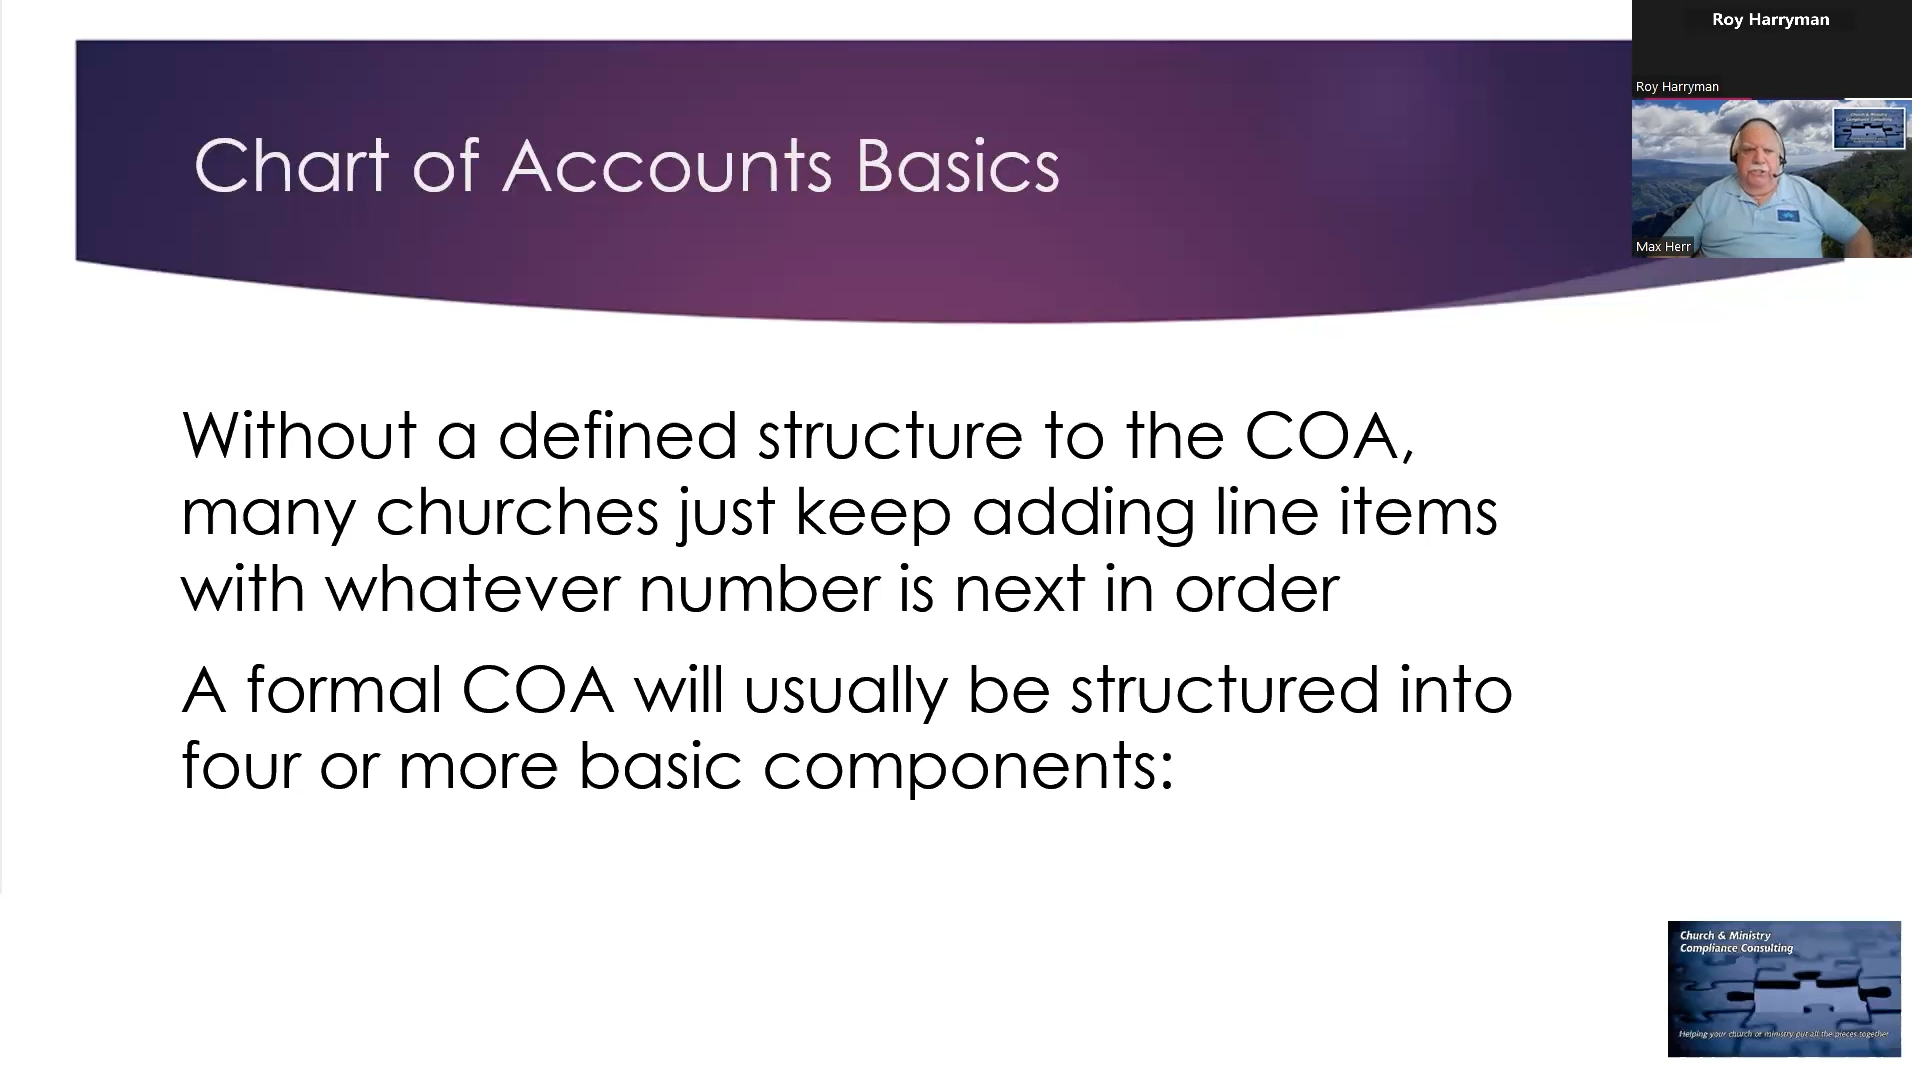 Roy Harryman
Roy Harryman
Chart of Accounts Basics
Max Herr
Without a defined structure to the COA,
many churches just keep adding line items
with whatever number is next in order
A formal COA will usually be structured into
four or more basic components:
Church & Ministry
Compliance Consulting
Helping your church or ministry put all the pieces together